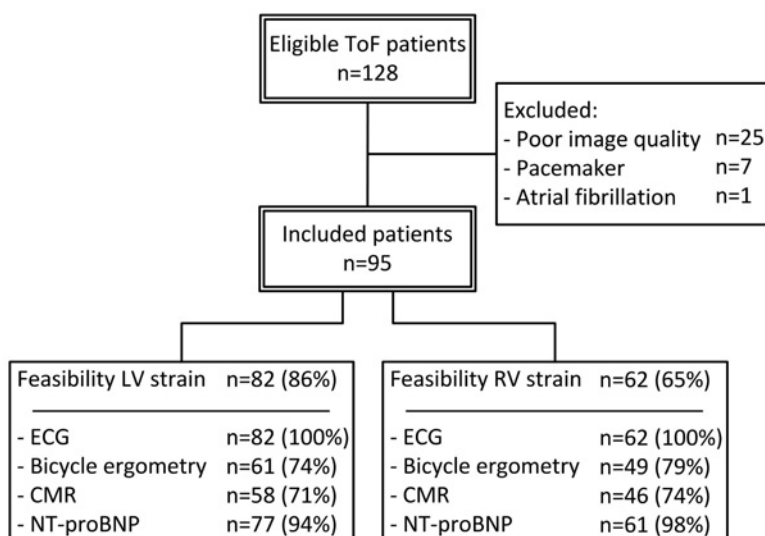 Eligible ToF patients
n=128
Excluded:
- Poor image quality n=25
- Pacemaker n=7
- Atrial fibrillation n=1
Included patients
n=95
Feasibility LV strain n=82 (86%)
- ECG n=82 (100%)
- Bicycle ergometry n=61 (74%)
- CMR n=58 (71%)
- NT-proBNP n=77 (94%)
Feasibility RV strain n=62 (65%)
- ECG n=62 (100%)
- Bicycle ergometry n=49 (79%)
- CMR n=46 (74%)
- NT-proBNP n=61 (98%)